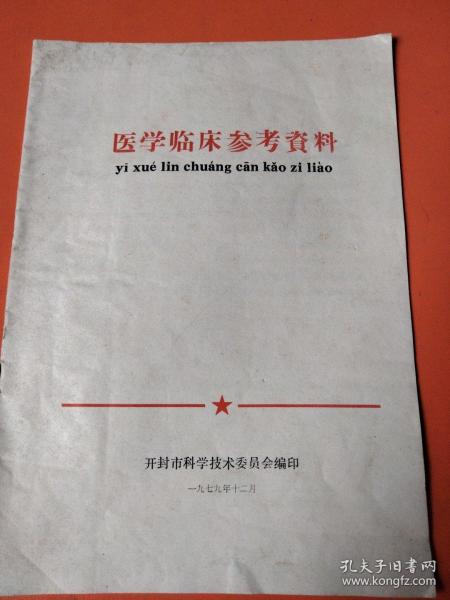 医学临床参考資料
yī xué lin chuáng cān kǎo zi liào
开封市科学技术委员会编印
一九七九年十二月
孔夫子旧书网
www.kongfz.com